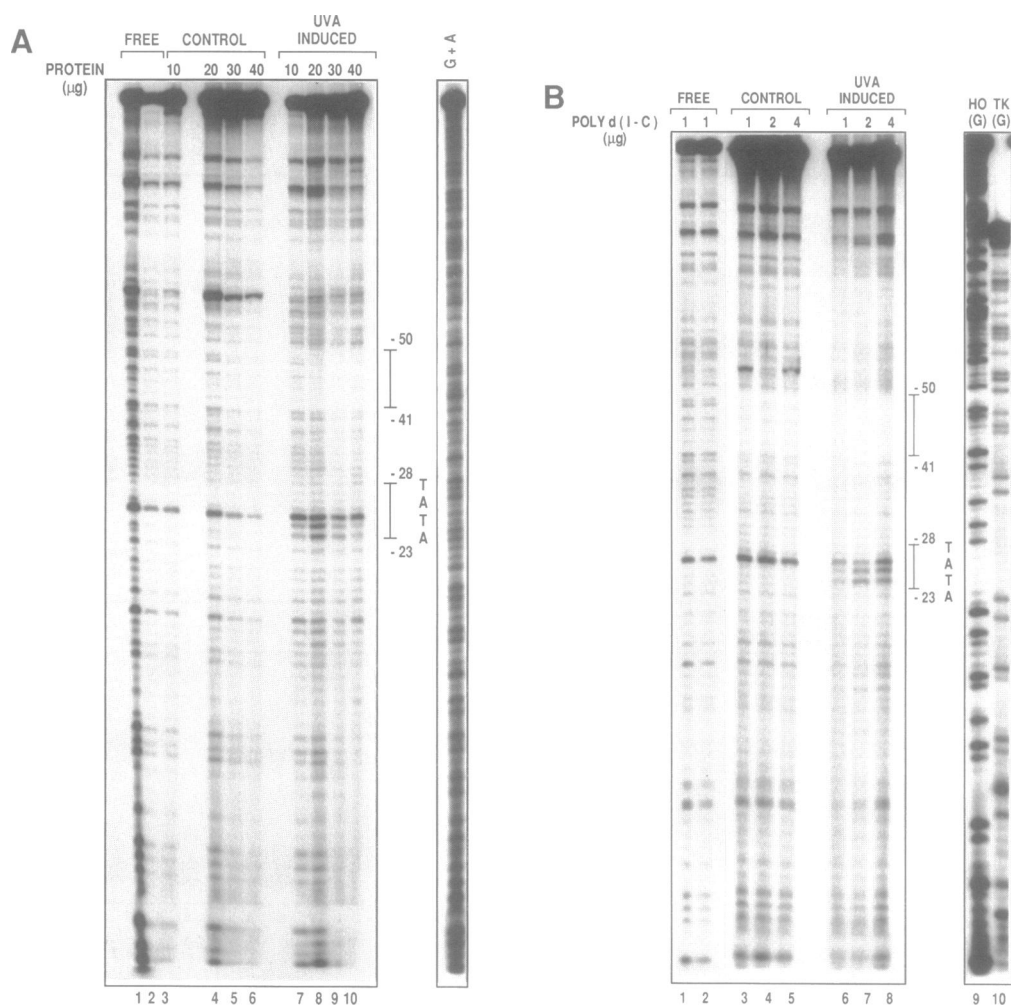 A
FREE CONTROL UVA INDUCED
PROTEIN (μg) 10 20 30 40 10 20 30 40
G + A
- 50
- 41
- 28
T
A
T
A
- 23
1 2 3 4 5 6 7 8 9 10
B
FREE CONTROL UVA INDUCED
POLY d(I-C) (μg) 1 1 1 2 4 1 2 4
HO (G) TK (G)
- 50
- 41
- 28
T
A
T
A
- 23
1 2 3 4 5 6 7 8 9 10